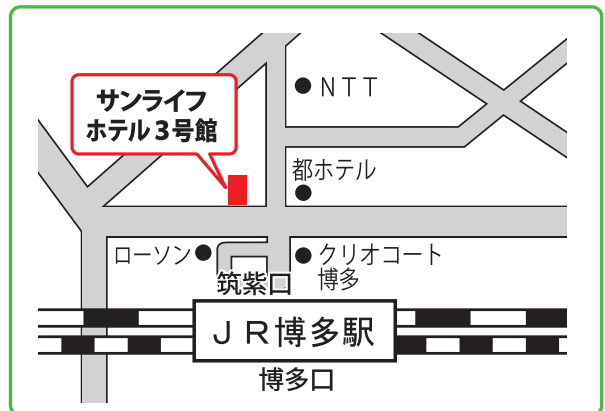 ＮＴＴ
サンライフ
ホテル３号館
都ホテル
ローソン
クリオコート
博多
筑紫口
ＪＲ博多駅
博多口